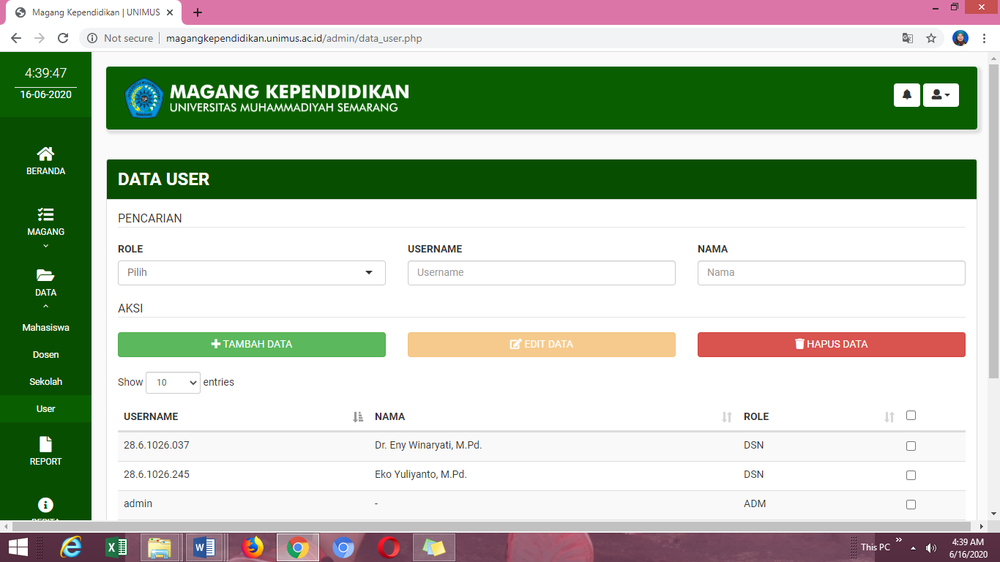 Magang Kependidikan | UNIMUS
Not secure | magangkependidikan.unimus.ac.id/admin/data_user.php
4:39:47
16-06-2020
BERANDA
MAGANG
DATA
Mahasiswa
Dosen
Sekolah
User
REPORT
MAGANG KEPENDIDIKAN
UNIVERSITAS MUHAMMADIYAH SEMARANG
DATA USER
PENCARIAN
ROLE USERNAME NAMA
Pilih Username Nama
AKSI
TAMBAH DATA EDIT DATA HAPUS DATA
Show 10 entries
USERNAME NAMA ROLE
28.6.1026.037 Dr. Eny Winaryati, M.Pd. DSN
28.6.1026.245 Eko Yuliyanto, M.Pd. DSN
admin - ADM
This PC
4:39 AM
6/16/2020